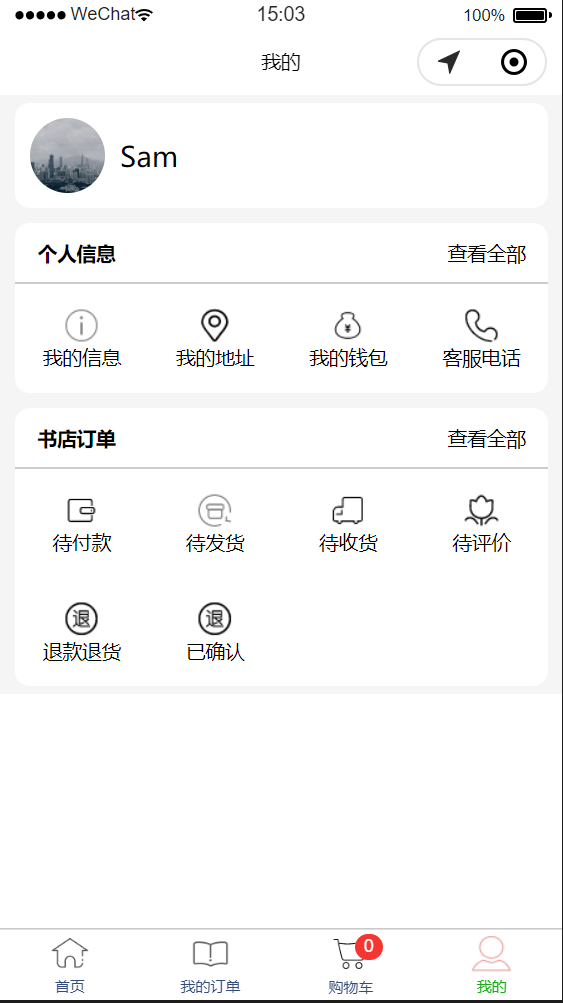 WeChat 15:03 100%
我的
Sam
个人信息 查看全部
¥
我的信息 我的地址 我的钱包 客服电话
书店订单 查看全部
待付款 待发货 待收货 待评价
退 退
退款退货 已确认
0
首页 我的订单 购物车 我的